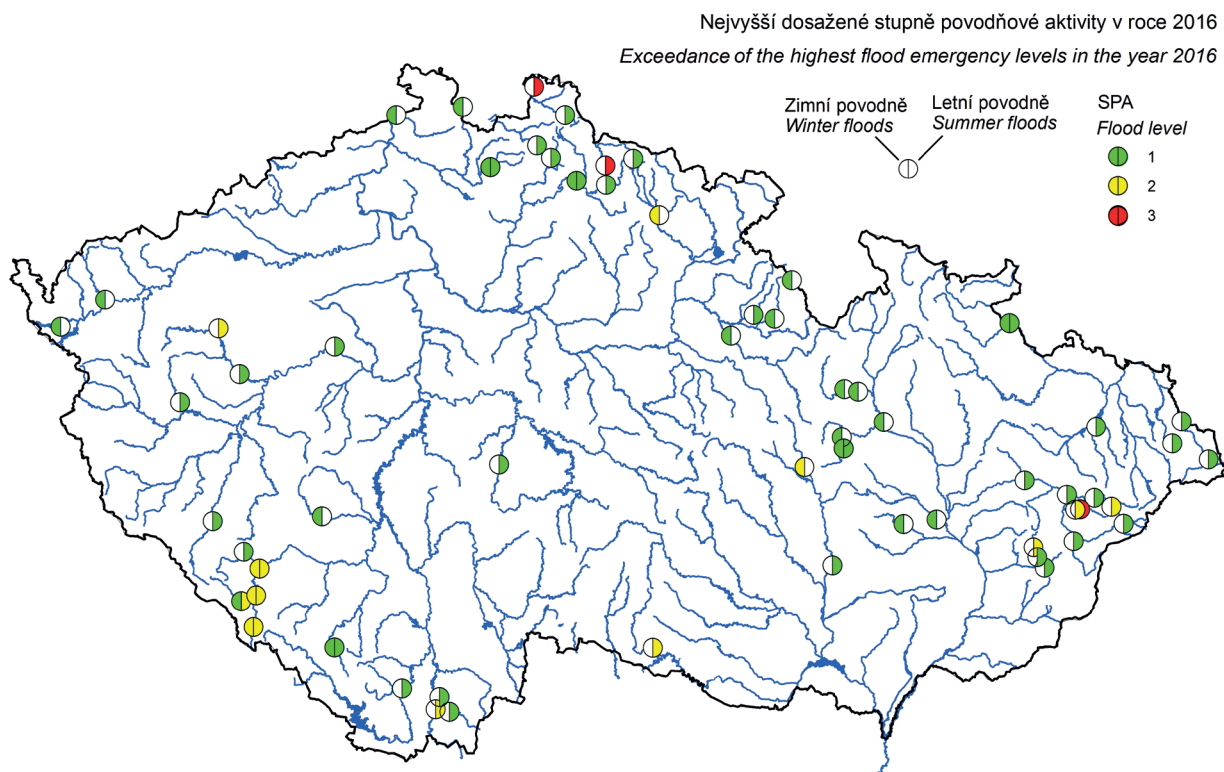 Nejvyšší dosažené stupně povodňové aktivity v roce 2016
Exceedance of the highest flood emergency levels in the year 2016
Zimní povodně
Winter floods
Letní povodně
Summer floods
SPA
Flood level
1
2
3